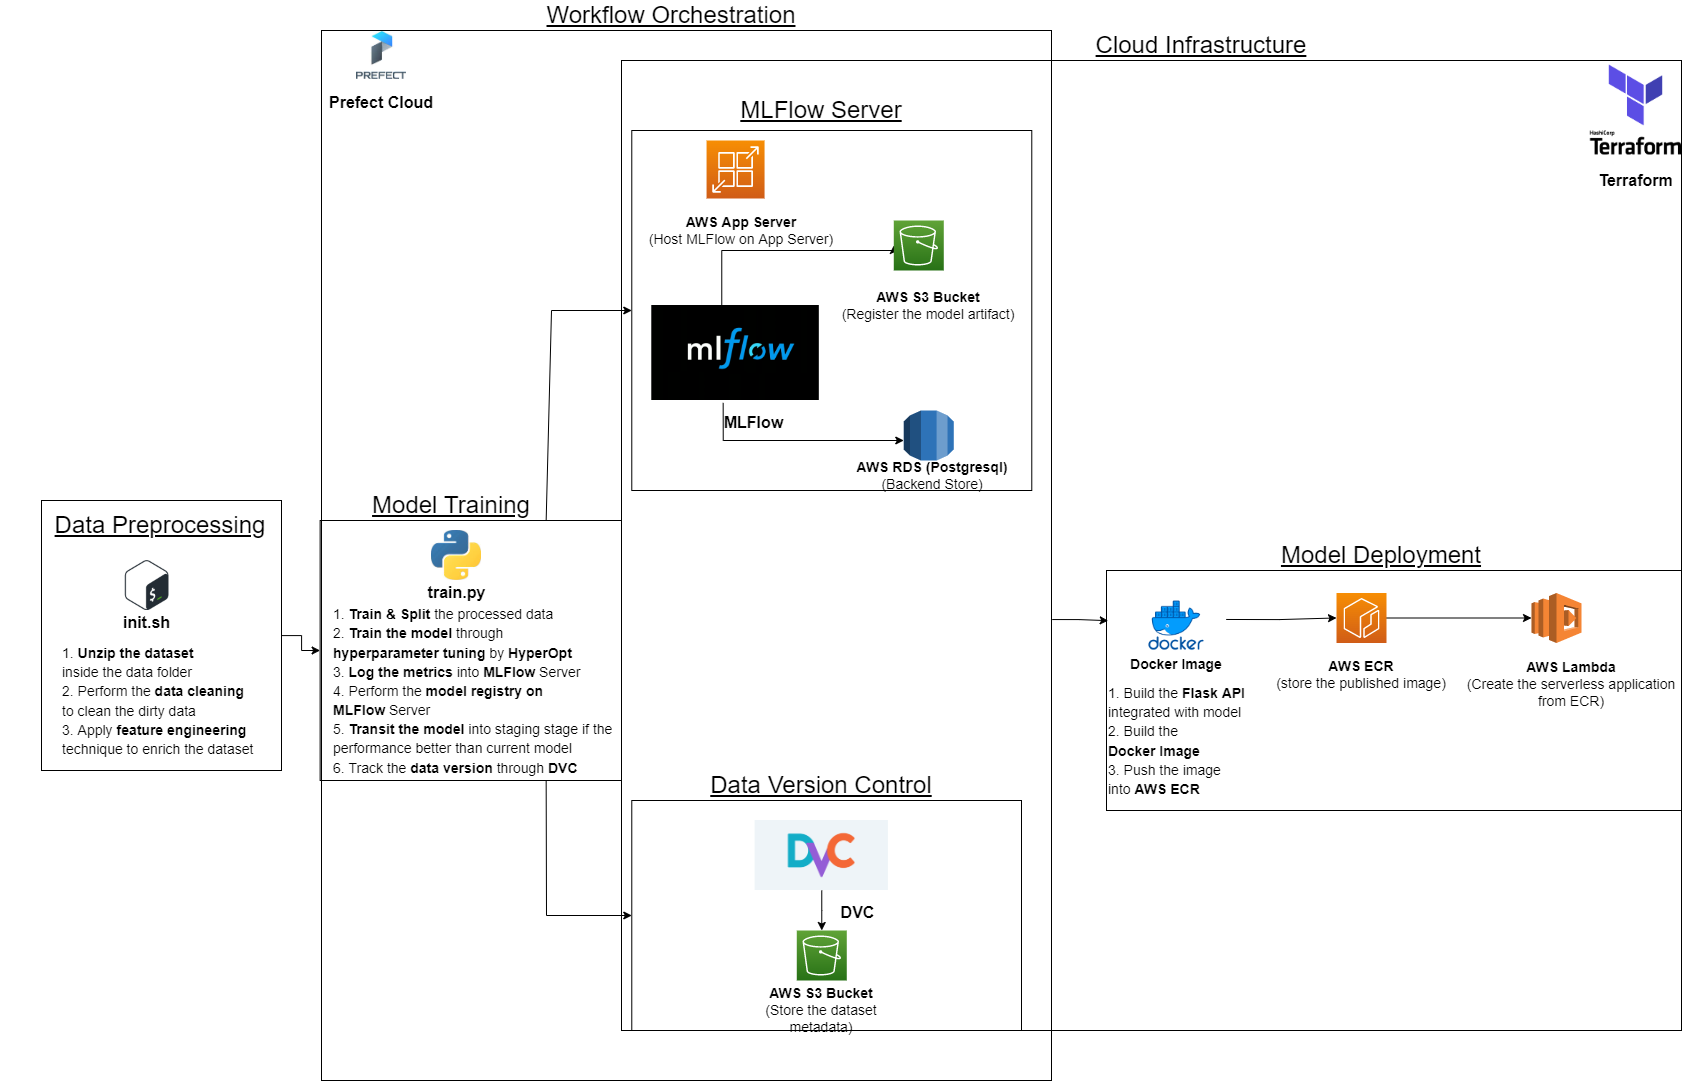 Workflow Orchestration
PREFECT
Prefect Cloud
Cloud Infrastructure
HashiCorp
Terraform
Terraform
MLFlow Server
AWS App Server
(Host MLFlow on App Server)
AWS S3 Bucket
(Register the model artifact)
mlflow
MLFlow
AWS RDS (Postgresql)
(Backend Store)
Data Preprocessing
$_
init.sh
1. Unzip the dataset
inside the data folder
2. Perform the data cleaning
to clean the dirty data
3. Apply feature engineering
technique to enrich the dataset
Model Training
train.py
1. Train & Split the processed data
2. Train the model through
hyperparameter tuning by HyperOpt
3. Log the metrics into MLFlow Server
4. Perform the model registry on
MLFlow Server
5. Transit the model into staging stage if the
performance better than current model
6. Track the data version through DVC
Data Version Control
DVC
DVC
AWS S3 Bucket
(Store the dataset
metadata)
Model Deployment
docker
Docker Image
1. Build the Flask API
integrated with model
2. Build the
Docker Image
3. Push the image
into AWS ECR
AWS ECR
(store the published image)
AWS Lambda
(Create the serverless application
from ECR)